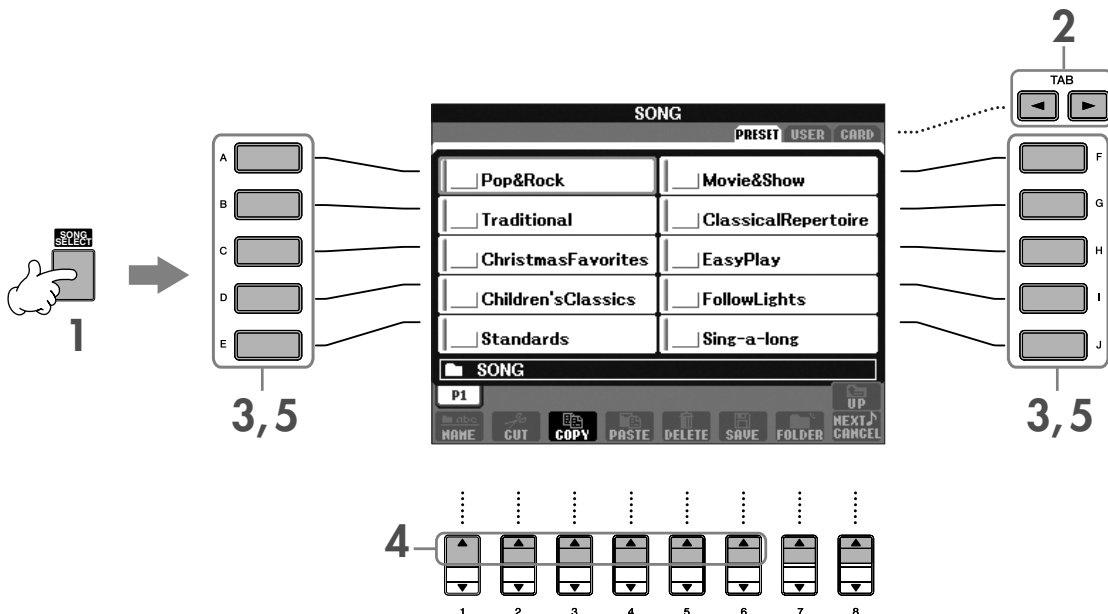 2
TAB
SONG
PRESET USER CARD
A
F
Pop&Rock
Movie&Show
B
G
Traditional
ClassicalRepertoire
SONG
SELECT
C
H
ChristmasFavorites
EasyPlay
D
I
Children'sClassics
FollowLights
1
E
J
Standards
Sing-a-long
SONG
P1
UP
3, 5
3, 5
abc.
NAME CUT COPY PASTE DELETE SAVE FOLDER NEXT CANCEL
4
1 2 3 4 5 6 7 8